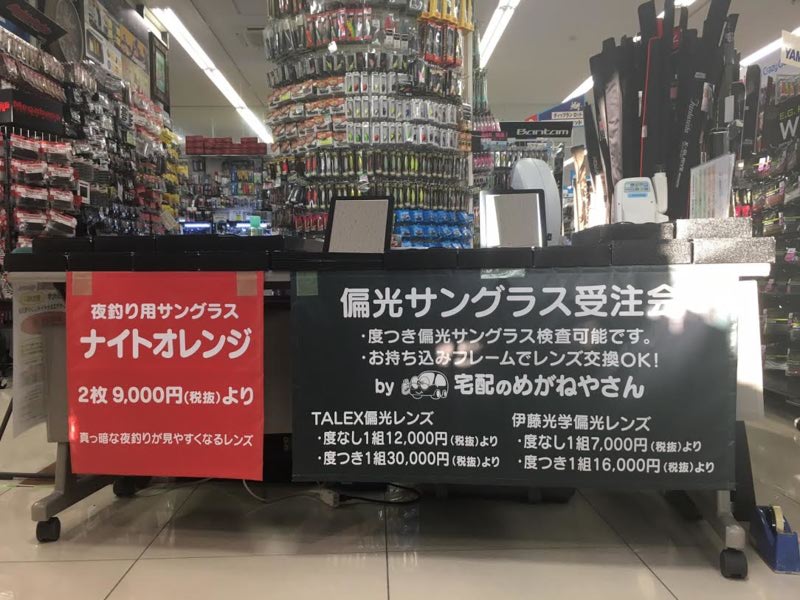 Megabass
Bantam
夜釣り用サングラス
ナイトオレンジ
2枚 9,000円(税抜)より
真っ暗な夜釣りが見やすくなるレンズ
偏光サングラス受注会
・度つき偏光サングラス検査可能です。
・お持ち込みフレームでレンズ交換OK!
by 宅配のめがねやさん
TALEX偏光レンズ
・度なし1組12,000円(税抜)より
・度つき1組30,000円(税抜)より
伊藤光学偏光レンズ
・度なし1組7,000円(税抜)より
・度つき1組16,000円(税抜)より